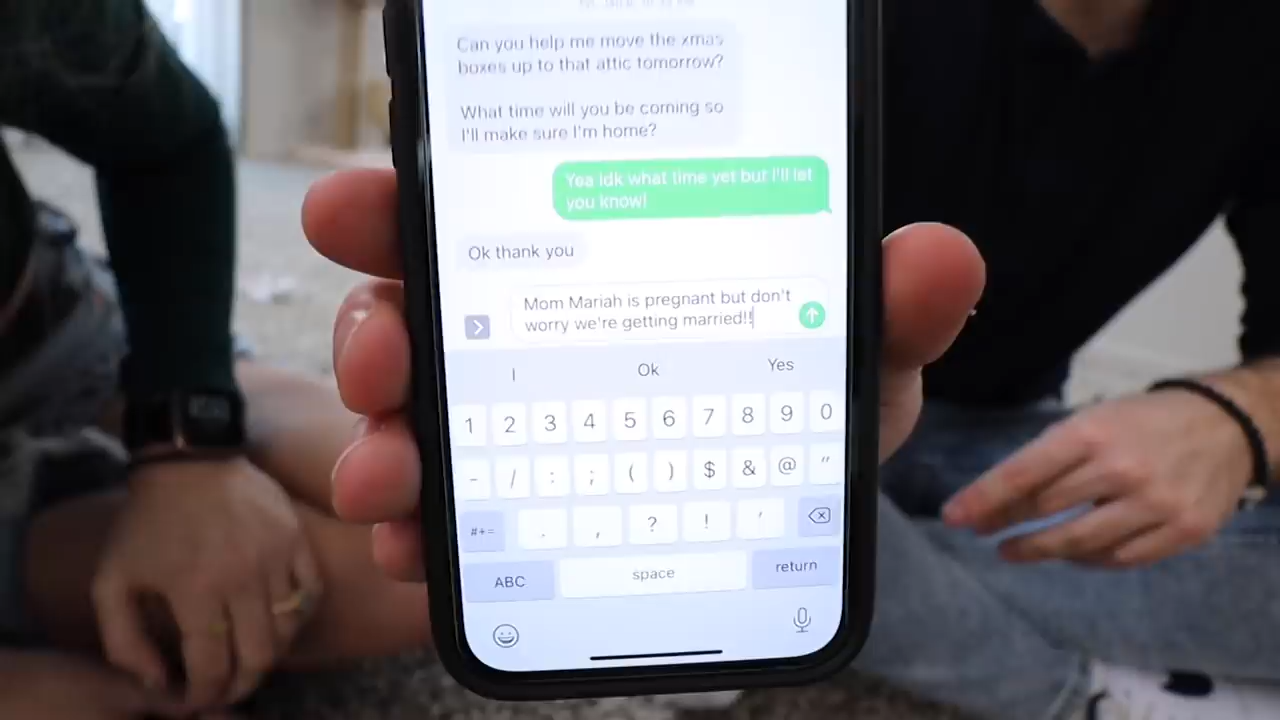 Can you help me move the xmas
boxes up to that attic tomorrow?
What time will you be coming so
I'll make sure I'm home?
Yea idk what time yet bur I'll let
you know!
Ok thank you
Mom Mariah is pregnant but don't
worry we're getting married!!
I Ok Yes
1 2 3 4 5 6 7 8 9 0
- / : ; ( ) $ & @ "
#+= . , ? ! '
ABC space return